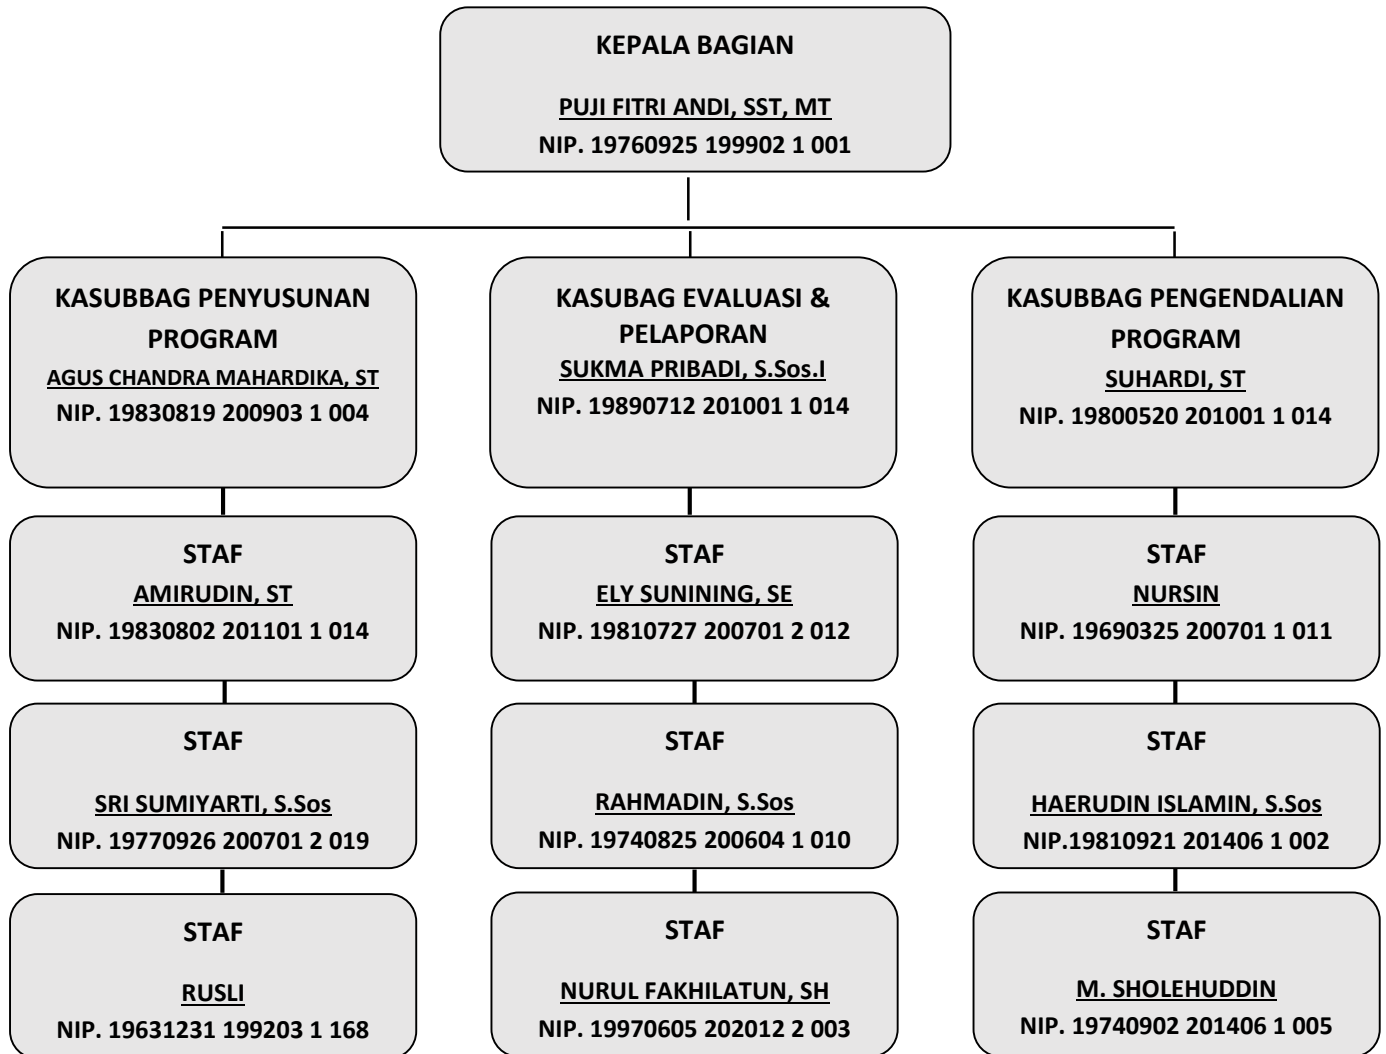 KEPALA BAGIAN
PUJI FITRI ANDI, SST, MT
NIP. 19760925 199902 1 001
KASUBBAG PENYUSUNAN
PROGRAM
AGUS CHANDRA MAHARDIKA, ST
NIP. 19830819 200903 1 004
KASUBAG EVALUASI &
PELAPORAN
SUKMA PRIBADI, S.Sos.I
NIP. 19890712 201001 1 014
KASUBBAG PENGENDALIAN
PROGRAM
SUHARDI, ST
NIP. 19800520 201001 1 014
STAF
AMIRUDIN, ST
NIP. 19830802 201101 1 014
STAF
ELY SUNINING, SE
NIP. 19810727 200701 2 012
STAF
NURSIN
NIP. 19690325 200701 1 011
STAF
SRI SUMIYARTI, S.Sos
NIP. 19770926 200701 2 019
STAF
RAHMADIN, S.Sos
NIP. 19740825 200604 1 010
STAF
HAERUDIN ISLAMIN, S.Sos
NIP.19810921 201406 1 002
STAF
RUSLI
NIP. 19631231 199203 1 168
STAF
NURUL FAKHILATUN, SH
NIP. 19970605 202012 2 003
STAF
M. SHOLEHUDDIN
NIP. 19740902 201406 1 005